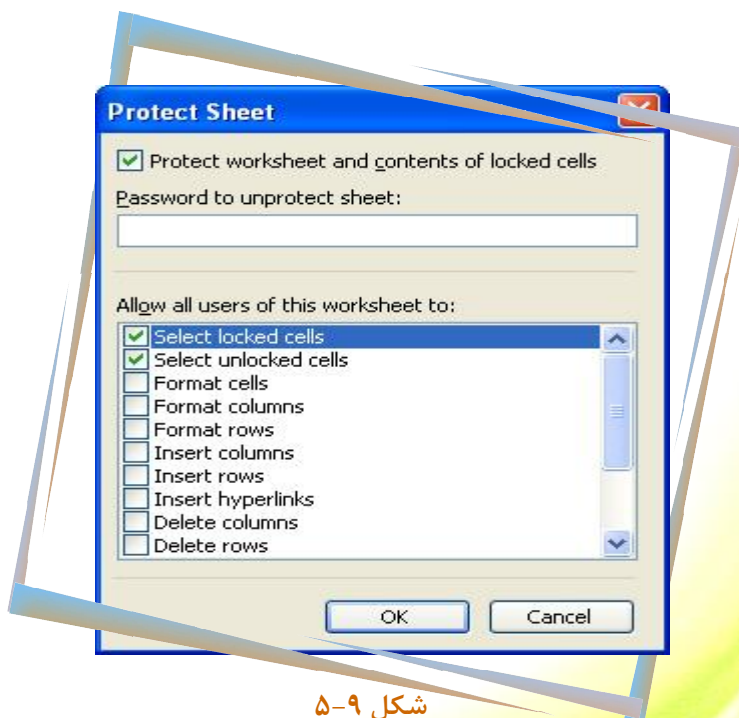 Protect Sheet
Protect worksheet and contents of locked cells
Password to unprotect sheet:
Allow all users of this worksheet to:
Select locked cells
Select unlocked cells
Format cells
Format columns
Format rows
Insert columns
Insert rows
Insert hyperlinks
Delete columns
Delete rows
OK Cancel
شکل ۹-۵